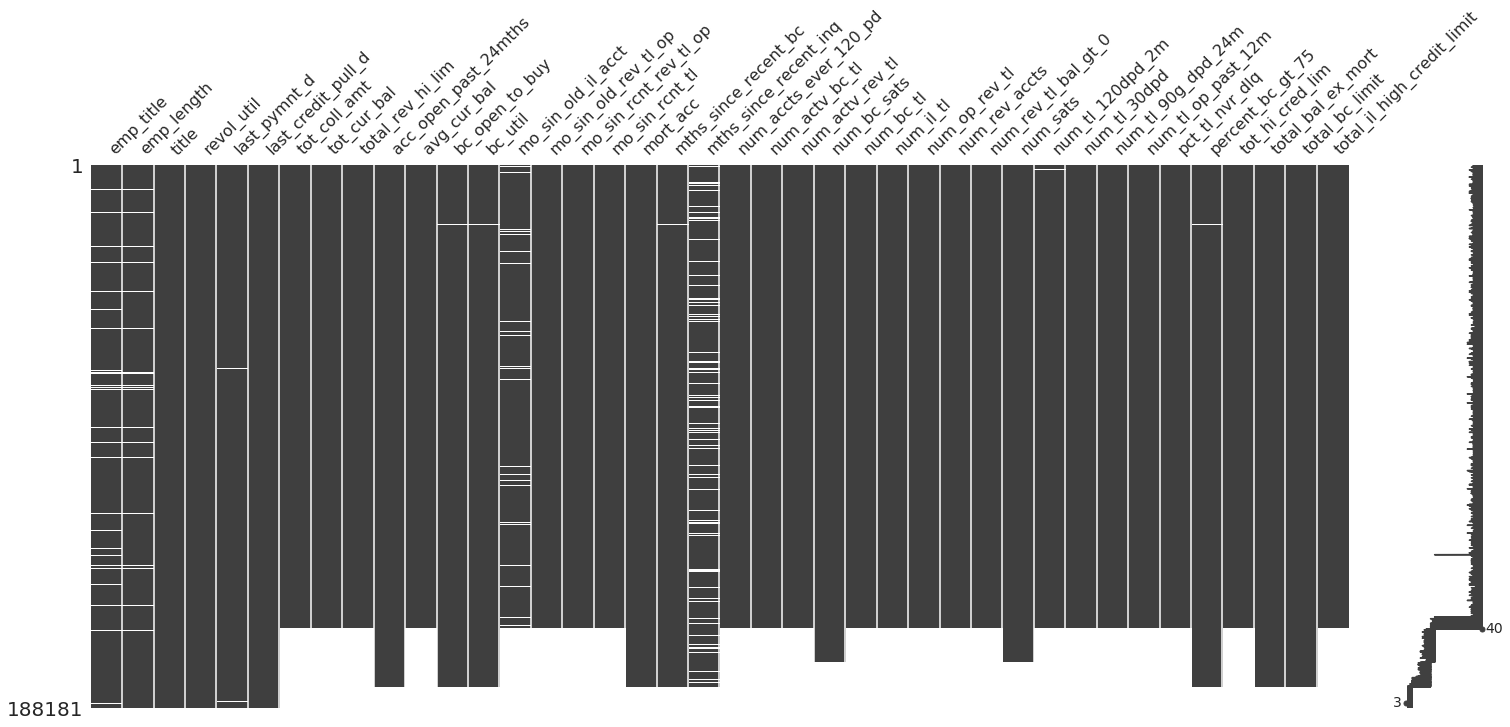 emp_title
emp_length
title
revol_util
last_pymnt_d
last_credit_pull_d
tot_coll_amt
tot_cur_bal
total_rev_hi_lim
acc_open_past_24mths
avg_cur_bal
bc_open_to_buy
bc_util
mo_sin_old_il_acct
mo_sin_old_rev_tl_op
mo_sin_rcnt_rev_tl_op
mo_sin_rcnt_tl
mort_acc
mths_since_recent_bc
mths_since_recent_inq
num_accts_ever_120_pd
num_actv_bc_tl
num_actv_rev_tl
num_bc_sats
num_bc_tl
num_il_tl
num_op_rev_tl
num_rev_accts
num_rev_tl_bal_gt_0
num_sats
num_tl_120dpd_2m
num_tl_30dpd
num_tl_90g_dpd_24m
num_tl_op_past_12m
pct_tl_nvr_dlq
percent_bc_gt_75
tot_hi_cred_lim
total_bal_ex_mort
total_bc_limit
total_il_high_credit_limit
1
40
188181
3